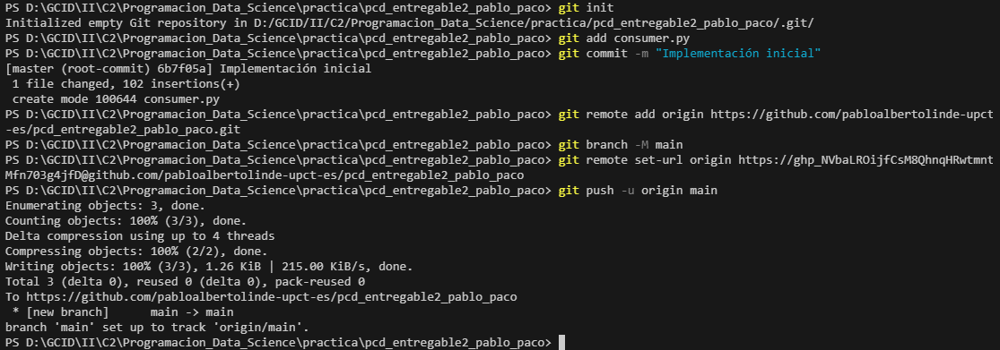 PS D:\GCID\II\C2\Programacion_Data_Science\practica\pcd_entregable2_pablo_paco> git init
Initialized empty Git repository in D:/GCID/II/C2/Programacion_Data_Science/practica/pcd_entregable2_pablo_paco/.git/
PS D:\GCID\II\C2\Programacion_Data_Science\practica\pcd_entregable2_pablo_paco> git add consumer.py
PS D:\GCID\II\C2\Programacion_Data_Science\practica\pcd_entregable2_pablo_paco> git commit -m "Implementación inicial"
[master (root-commit) 6b7f05a] Implementación inicial
 1 file changed, 102 insertions(+)
 create mode 100644 consumer.py
PS D:\GCID\II\C2\Programacion_Data_Science\practica\pcd_entregable2_pablo_paco> git remote add origin https://github.com/pabloalbertolinde-upct
-es/pcd_entregable2_pablo_paco.git
PS D:\GCID\II\C2\Programacion_Data_Science\practica\pcd_entregable2_pablo_paco> git branch -M main
PS D:\GCID\II\C2\Programacion_Data_Science\practica\pcd_entregable2_pablo_paco> git remote set-url origin https://[access token omitted]
@github.com/pabloalbertolinde-upct-es/pcd_entregable2_pablo_paco
PS D:\GCID\II\C2\Programacion_Data_Science\practica\pcd_entregable2_pablo_paco> git push -u origin main
Enumerating objects: 3, done.
Counting objects: 100% (3/3), done.
Delta compression using up to 4 threads
Compressing objects: 100% (2/2), done.
Writing objects: 100% (3/3), 1.26 KiB | 215.00 KiB/s, done.
Total 3 (delta 0), reused 0 (delta 0), pack-reused 0
To https://github.com/pabloalbertolinde-upct-es/pcd_entregable2_pablo_paco
 * [new branch]      main -> main
branch 'main' set up to track 'origin/main'.
PS D:\GCID\II\C2\Programacion_Data_Science\practica\pcd_entregable2_pablo_paco>